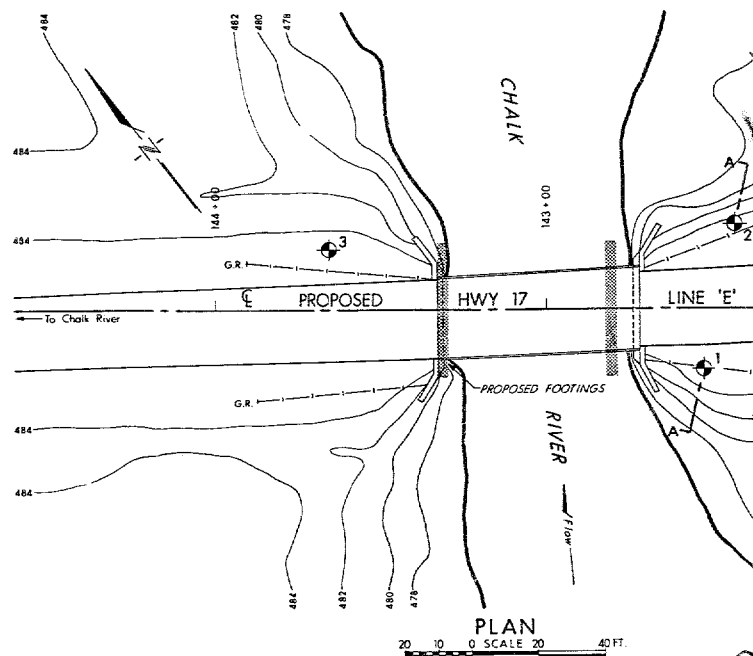 484
482
480
478
CHALK
484
A
N
144 + 00
143 + 00
484
3
2
G.R.
℄ PROPOSED HWY 17 LINE 'E'
To Chalk River
1
PROPOSED FOOTINGS
G.R.
484
A
RIVER
484
Flow
484
482
480
478
PLAN
20 10 0 SCALE 20 40 FT.